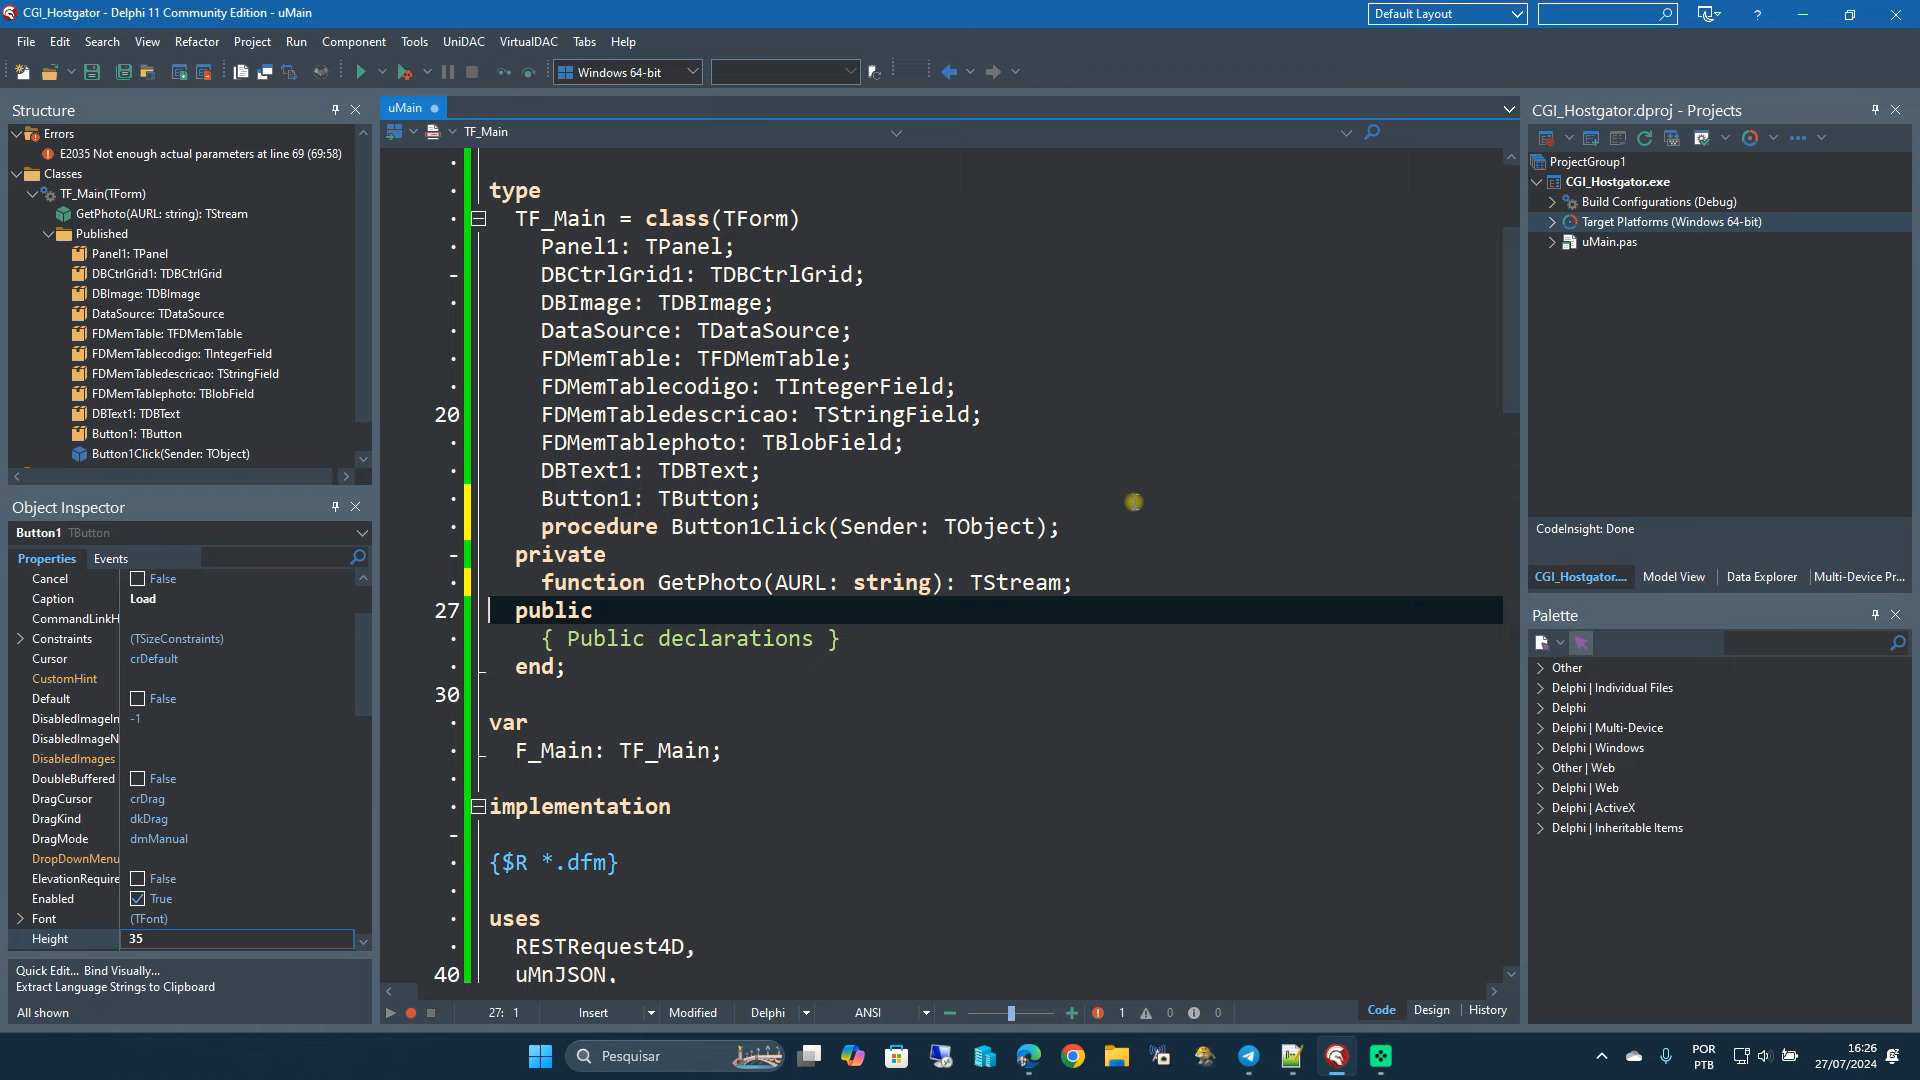 CGI_Hostgator - Delphi 11 Community Edition - uMain
Default Layout
File Edit Search View Refactor Project Run Component Tools UniDAC VirtualDAC Tabs Help
Windows 64-bit
Structure
Errors
E2035 Not enough actual parameters at line 69 (69:58)
Classes
TF_Main(TForm)
GetPhoto(AURL: string): TStream
Published
Panel1: TPanel
DBCtrlGrid1: TDBCtrlGrid
DBImage: TDBImage
DataSource: TDataSource
FDMemTable: TFDMemTable
FDMemTablecodigo: TIntegerField
FDMemTabledescricao: TStringField
FDMemTablephoto: TBlobField
DBText1: TDBText
Button1: TButton
Button1Click(Sender: TObject)
Object Inspector
Button1 TButton
Properties Events
Cancel False
Caption Load
CommandLinkH
Constraints (TSizeConstraints)
Cursor crDefault
CustomHint
Default False
DisabledImageIn -1
DisabledImageN
DisabledImages
DoubleBuffered False
DragCursor crDrag
DragKind dkDrag
DragMode dmManual
DropDownMenu
ElevationRequire False
Enabled True
Font (TFont)
Height 35
Quick Edit... Bind Visually...
Extract Language Strings to Clipboard
All shown
uMain
TF_Main
type
TF_Main = class(TForm)
Panel1: TPanel;
DBCtrlGrid1: TDBCtrlGrid;
DBImage: TDBImage;
DataSource: TDataSource;
FDMemTable: TFDMemTable;
FDMemTablecodigo: TIntegerField;
20 FDMemTabledescricao: TStringField;
FDMemTablephoto: TBlobField;
DBText1: TDBText;
Button1: TButton;
procedure Button1Click(Sender: TObject);
private
function GetPhoto(AURL: string): TStream;
27 public
{ Public declarations }
end;
30
var
F_Main: TF_Main;
implementation
{$R *.dfm}
uses
RESTRequest4D,
40 uMnJSON,
27: 1 Insert Modified Delphi ANSI 1 0 0 Code Design History
CGI_Hostgator.dproj - Projects
ProjectGroup1
CGI_Hostgator.exe
Build Configurations (Debug)
Target Platforms (Windows 64-bit)
uMain.pas
CodeInsight: Done
CGI_Hostgator.... Model View Data Explorer Multi-Device Pr...
Palette
Other
Delphi | Individual Files
Delphi
Delphi | Multi-Device
Delphi | Windows
Other | Web
Delphi | Web
Delphi | ActiveX
Delphi | Inheritable Items
Pesquisar
POR
PTB
16:26
27/07/2024